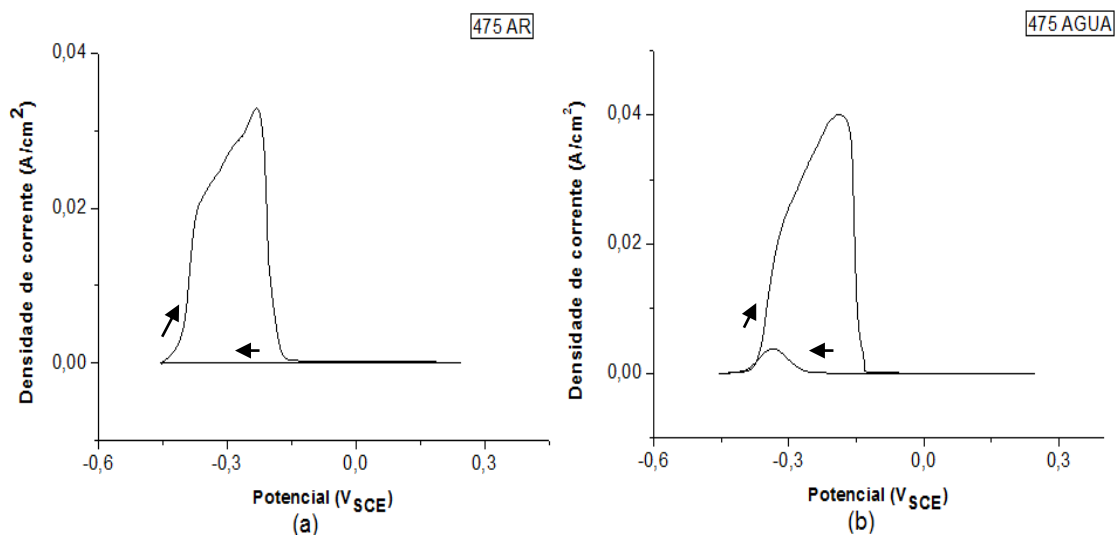 475 AR
0,04
0,02
0,00
Densidade de corrente (A/cm²)
-0,6
-0,3
0,0
0,3
Potencial (V_SCE)
(a)
475 AGUA
0,04
0,02
0,00
Densidade de corrente (A/cm²)
-0,6
-0,3
0,0
0,3
Potencial (V_SCE)
(b)